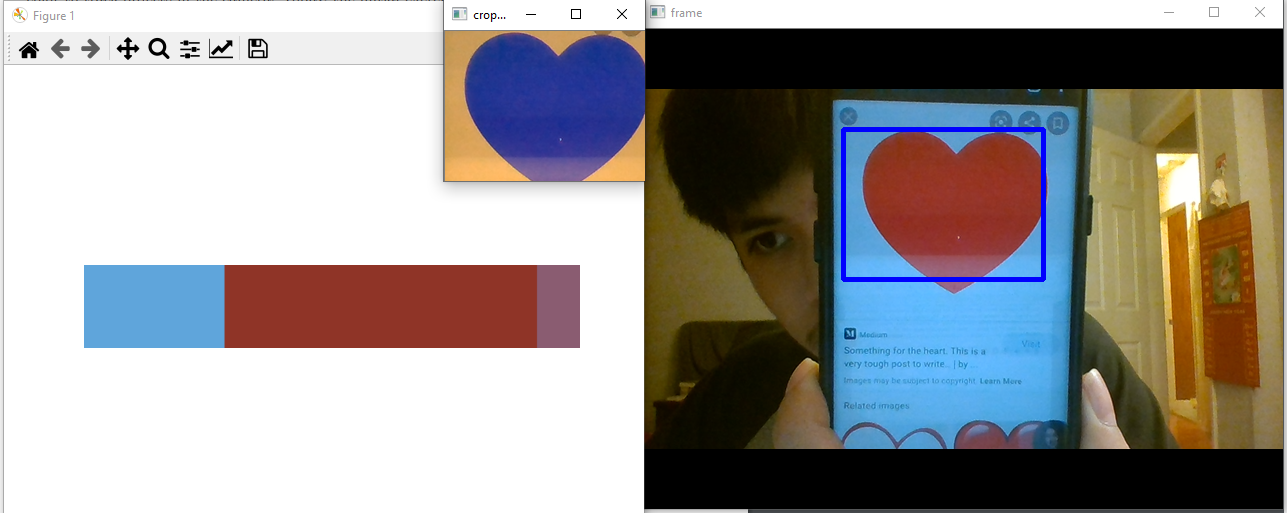 Figure 1
crop...
frame
Medium
Visit
Something for the heart. This is a
very tough post to write... | by ...
Images may be subject to copyright. Learn More
Related images